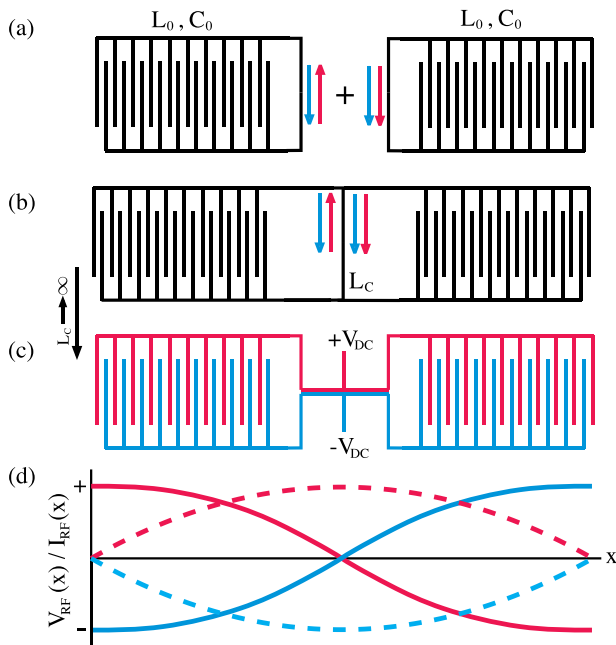 (a)
L₀ , C₀
L₀ , C₀
+
(b)
L_C
L_C→∞
(c)
+V_DC
-V_DC
(d)
V_RF(x) / I_RF(x)
+
-
x